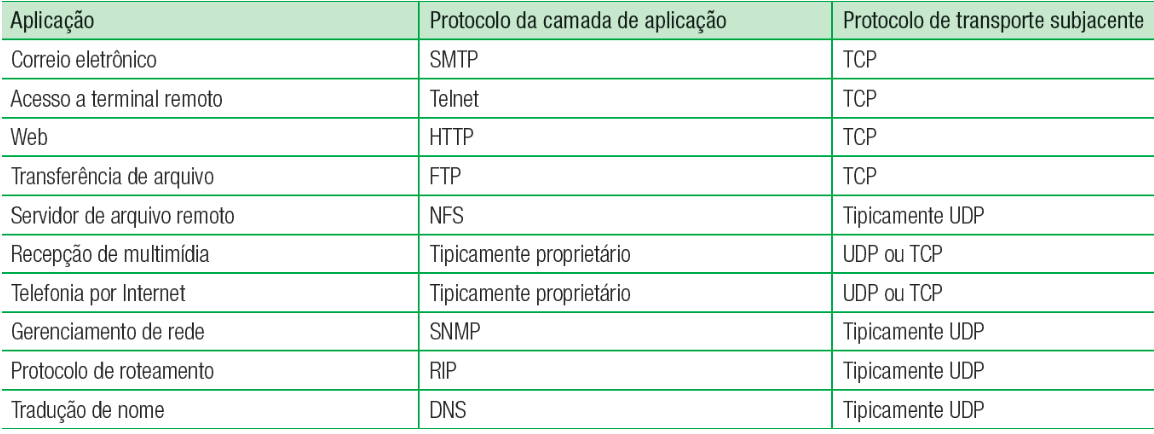 Aplicação Protocolo da camada de aplicação Protocolo de transporte subjacente
Correio eletrônico SMTP TCP
Acesso a terminal remoto Telnet TCP
Web HTTP TCP
Transferência de arquivo FTP TCP
Servidor de arquivo remoto NFS Tipicamente UDP
Recepção de multimídia Tipicamente proprietário UDP ou TCP
Telefonia por Internet Tipicamente proprietário UDP ou TCP
Gerenciamento de rede SNMP Tipicamente UDP
Protocolo de roteamento RIP Tipicamente UDP
Tradução de nome DNS Tipicamente UDP